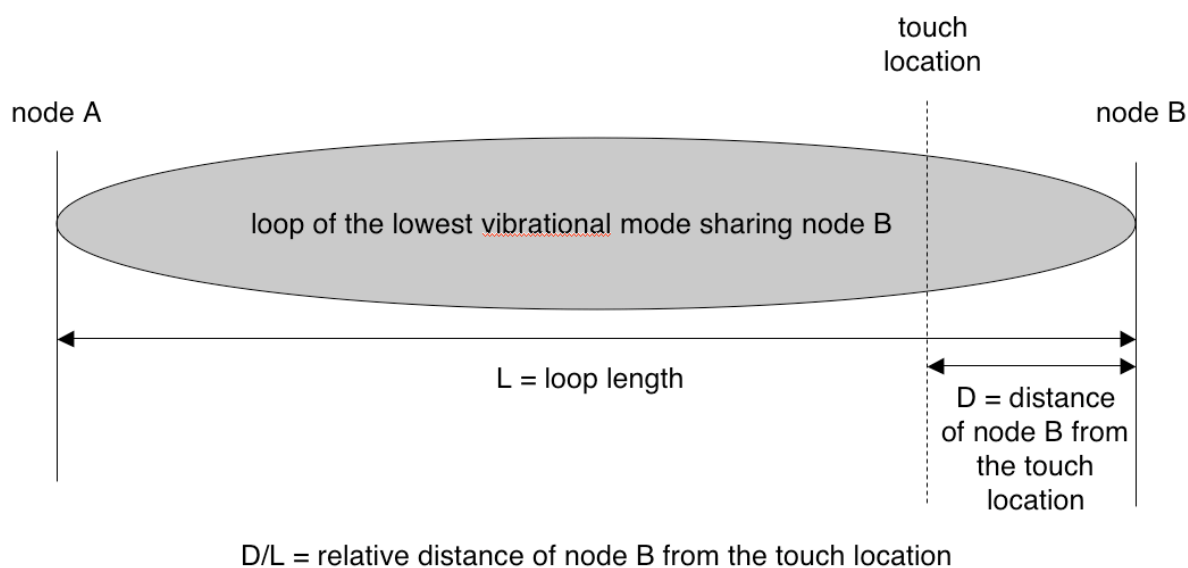 touch
location
node A
node B
loop of the lowest vibrational mode sharing node B
L = loop length
D = distance
of node B from
the touch
location
D/L = relative distance of node B from the touch location